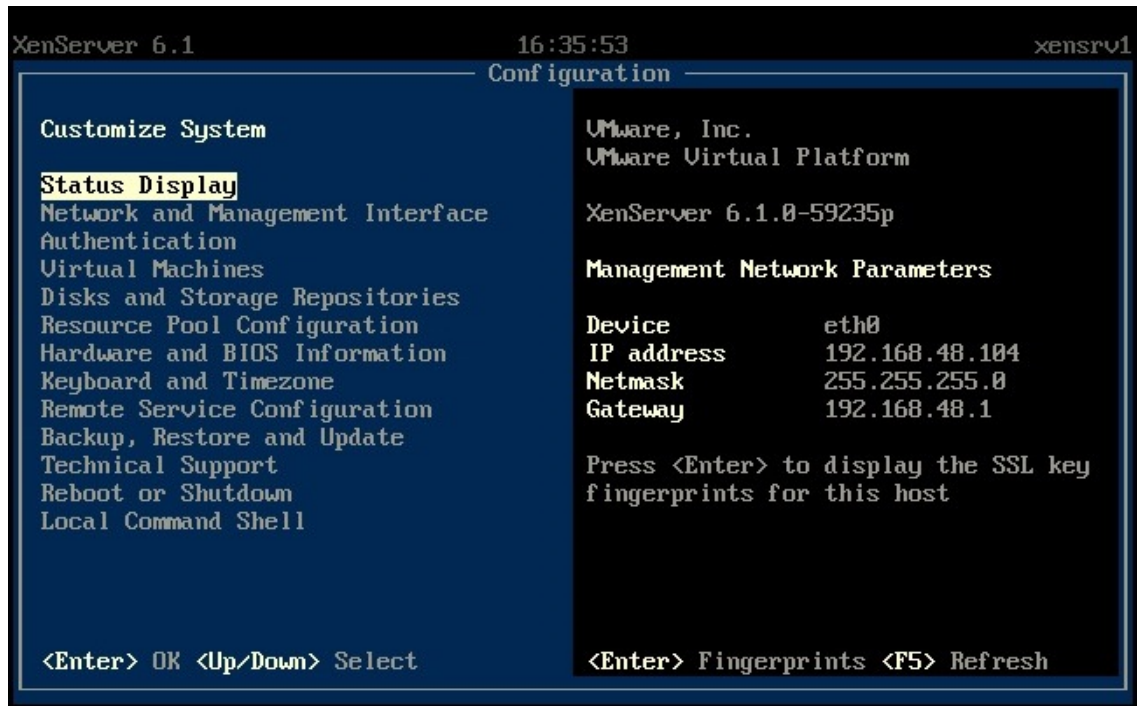 XenServer 6.1 16:35:53 xensrv1
Configuration
Customize System
Status Display
Network and Management Interface
Authentication
Virtual Machines
Disks and Storage Repositories
Resource Pool Configuration
Hardware and BIOS Information
Keyboard and Timezone
Remote Service Configuration
Backup, Restore and Update
Technical Support
Reboot or Shutdown
Local Command Shell
<Enter> OK <Up/Down> Select
VMware, Inc.
VMware Virtual Platform
XenServer 6.1.0-59235p
Management Network Parameters
Device eth0
IP address 192.168.48.104
Netmask 255.255.255.0
Gateway 192.168.48.1
Press <Enter> to display the SSL key
fingerprints for this host
<Enter> Fingerprints <F5> Refresh